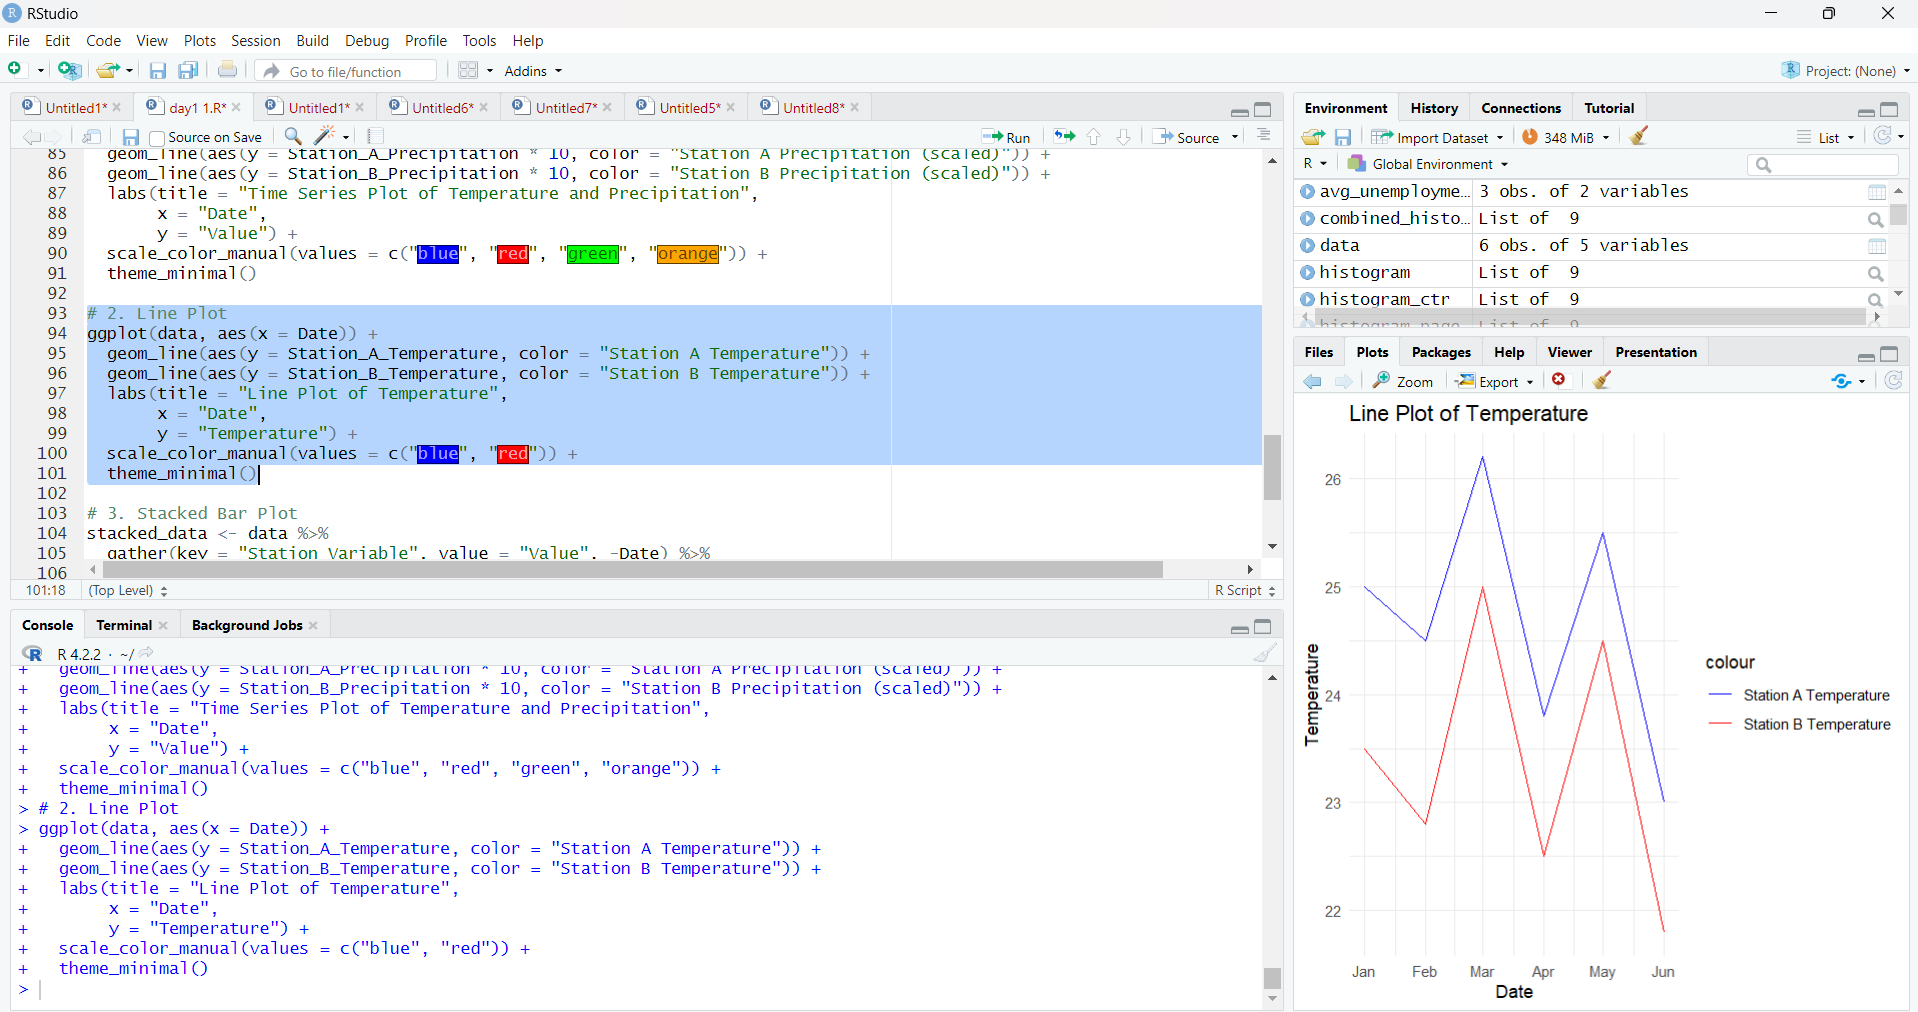 RStudio
File Edit Code View Plots Session Build Debug Profile Tools Help
Go to file/function Addins Project: (None)
Untitled1* day1 1.R* Untitled1* Untitled6* Untitled7* Untitled5* Untitled8*
Source on Save Run Source
85 geom_line(aes(y = Station_A_Precipitation * 10, color = "Station A Precipitation (scaled)")) +
86 geom_line(aes(y = Station_B_Precipitation * 10, color = "Station B Precipitation (scaled)")) +
87 labs(title = "Time Series Plot of Temperature and Precipitation",
88 x = "Date",
89 y = "Value") +
90 scale_color_manual(values = c("blue", "red", "green", "orange")) +
91 theme_minimal()
92
93 # 2. Line Plot
94 ggplot(data, aes(x = Date)) +
95 geom_line(aes(y = Station_A_Temperature, color = "Station A Temperature")) +
96 geom_line(aes(y = Station_B_Temperature, color = "Station B Temperature")) +
97 labs(title = "Line Plot of Temperature",
98 x = "Date",
99 y = "Temperature") +
100 scale_color_manual(values = c("blue", "red")) +
101 theme_minimal()
102
103 # 3. Stacked Bar Plot
104 stacked_data <- data %>%
105 gather(key = "Station_Variable", value = "Value", -Date) %>%
106
101:18 (Top Level) R Script
Console Terminal Background Jobs
R 4.2.2 · ~/
+ geom_line(aes(y = Station_A_Precipitation * 10, color = "Station A Precipitation (scaled)")) +
+ geom_line(aes(y = Station_B_Precipitation * 10, color = "Station B Precipitation (scaled)")) +
+ labs(title = "Time Series Plot of Temperature and Precipitation",
+ x = "Date",
+ y = "Value") +
+ scale_color_manual(values = c("blue", "red", "green", "orange")) +
+ theme_minimal()
> # 2. Line Plot
> ggplot(data, aes(x = Date)) +
+ geom_line(aes(y = Station_A_Temperature, color = "Station A Temperature")) +
+ geom_line(aes(y = Station_B_Temperature, color = "Station B Temperature")) +
+ labs(title = "Line Plot of Temperature",
+ x = "Date",
+ y = "Temperature") +
+ scale_color_manual(values = c("blue", "red")) +
+ theme_minimal()
>
Environment History Connections Tutorial
Import Dataset 348 MiB List
R Global Environment
avg_unemployme... 3 obs. of 2 variables
combined_histo... List of 9
data 6 obs. of 5 variables
histogram List of 9
histogram_ctr List of 9
histogram_page List of 9
Files Plots Packages Help Viewer Presentation
Zoom Export
Line Plot of Temperature
26
25
24
23
22
Temperature
Jan Feb Mar Apr May Jun
Date
colour
Station A Temperature
Station B Temperature